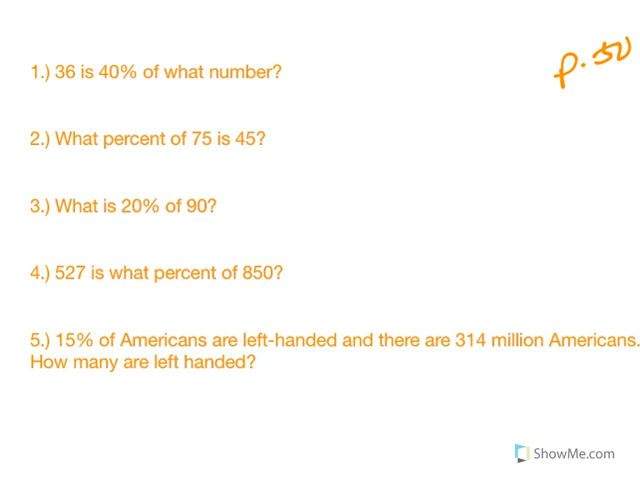 p. 50
1.) 36 is 40% of what number?
2.) What percent of 75 is 45?
3.) What is 20% of 90?
4.) 527 is what percent of 850?
5.) 15% of Americans are left-handed and there are 314 million Americans.
How many are left handed?
ShowMe.com